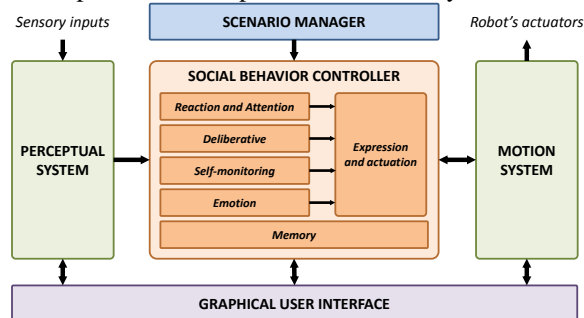 Sensory inputs
SCENARIO MANAGER
Robot's actuators
PERCEPTUAL
SYSTEM
SOCIAL BEHAVIOR CONTROLLER
Reaction and Attention
Deliberative
Self-monitoring
Emotion
Expression
and actuation
Memory
MOTION
SYSTEM
GRAPHICAL USER INTERFACE